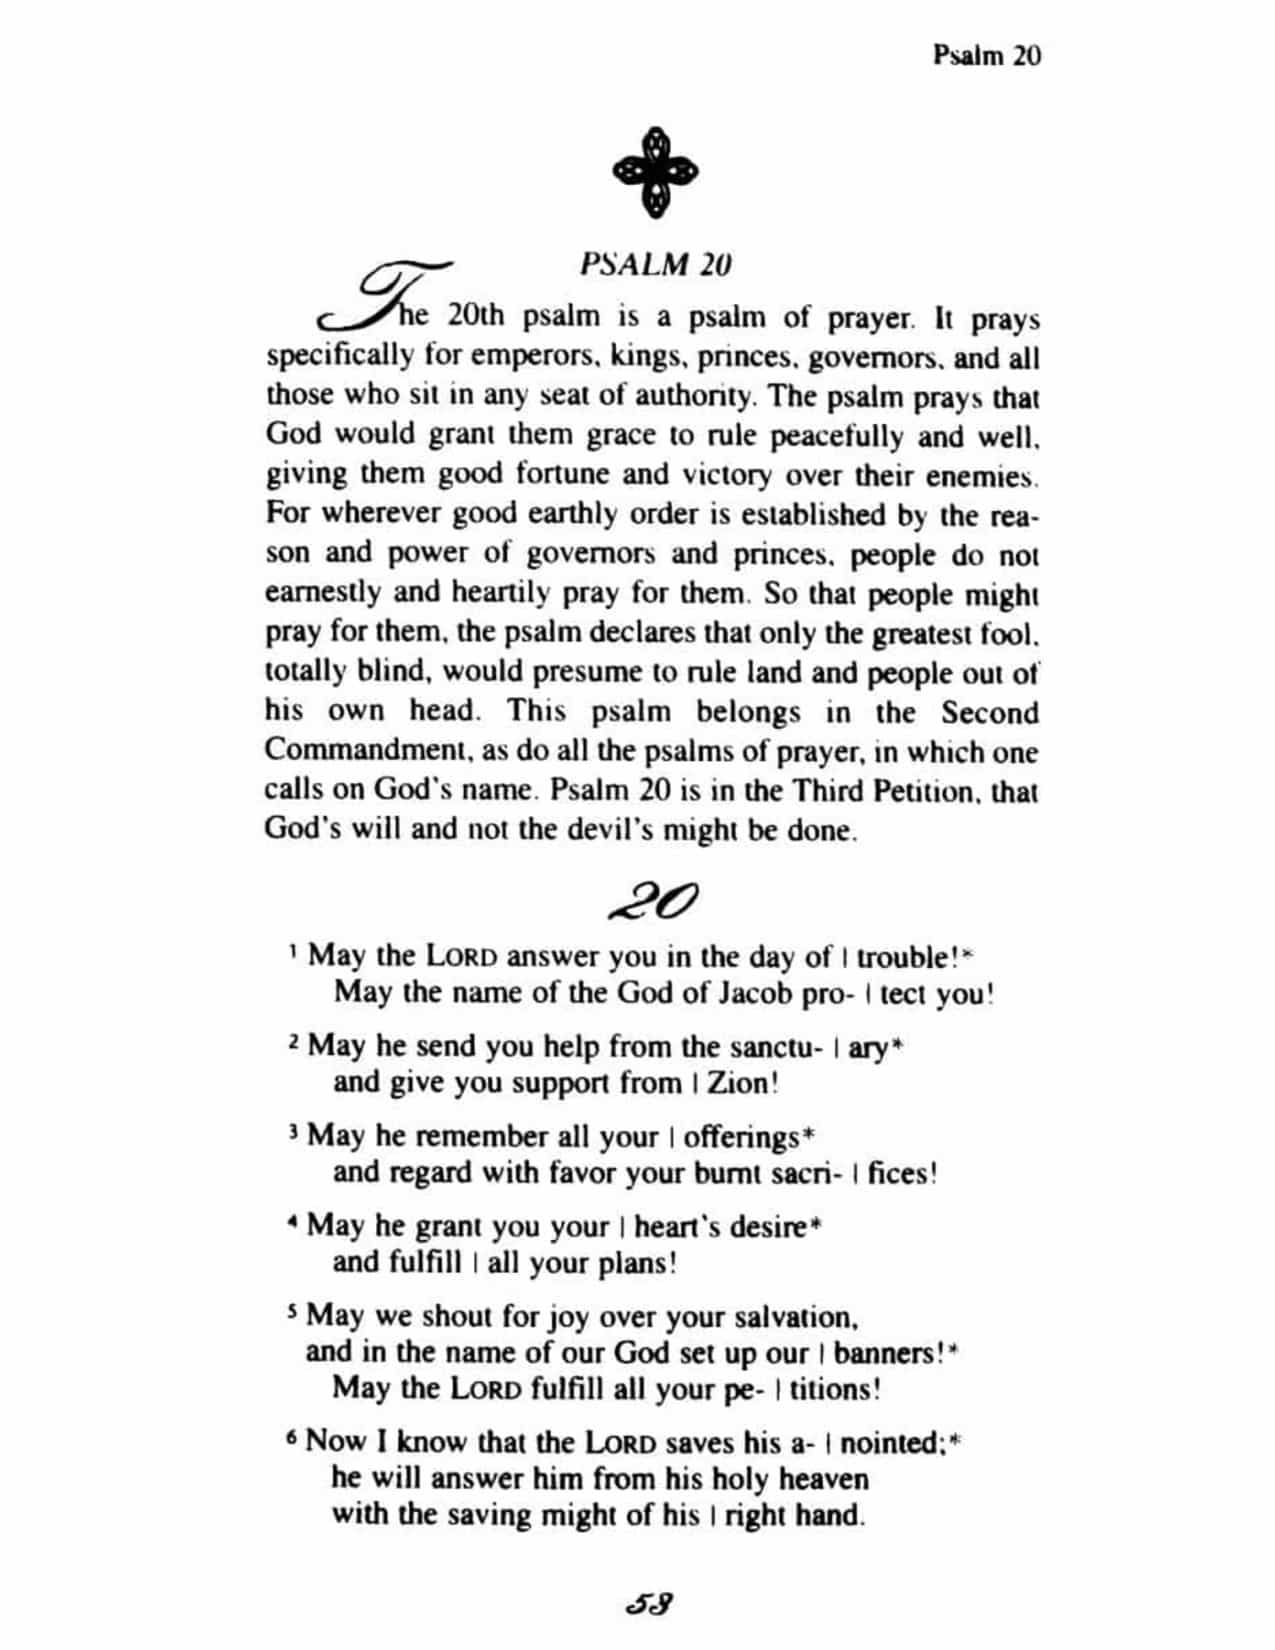 Psalm 20
PSALM 20
The 20th psalm is a psalm of prayer. It prays
specifically for emperors, kings, princes, governors, and all
those who sit in any seat of authority. The psalm prays that
God would grant them grace to rule peacefully and well,
giving them good fortune and victory over their enemies.
For wherever good earthly order is established by the rea-
son and power of governors and princes, people do not
earnestly and heartily pray for them. So that people might
pray for them, the psalm declares that only the greatest fool,
totally blind, would presume to rule land and people out of
his own head. This psalm belongs in the Second
Commandment, as do all the psalms of prayer, in which one
calls on God's name. Psalm 20 is in the Third Petition, that
God's will and not the devil's might be done.
20
1 May the LORD answer you in the day of | trouble!*
May the name of the God of Jacob pro- | tect you!
2 May he send you help from the sanctu- | ary*
and give you support from | Zion!
3 May he remember all your | offerings*
and regard with favor your burnt sacri- | fices!
4 May he grant you your | heart's desire*
and fulfill | all your plans!
5 May we shout for joy over your salvation,
and in the name of our God set up our | banners!*
May the LORD fulfill all your pe- | titions!
6 Now I know that the LORD saves his a- | nointed;*
he will answer him from his holy heaven
with the saving might of his | right hand.
53